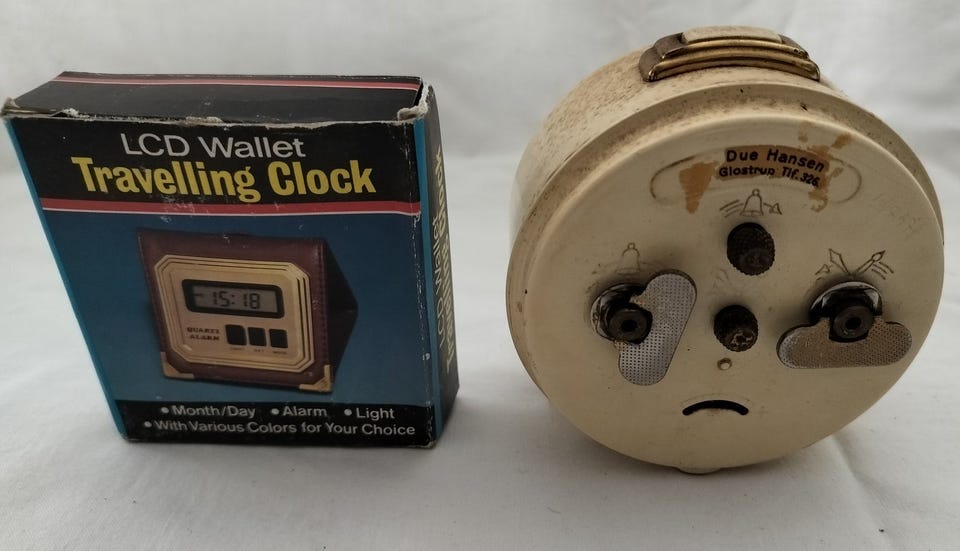 LCD Wallet
Travelling Clock
15:18
QUARTZ
ALARM
• Month/Day • Alarm • Light
• With Various Colors for Your Choice
Due Hansen
Glostrup Tlf. 326